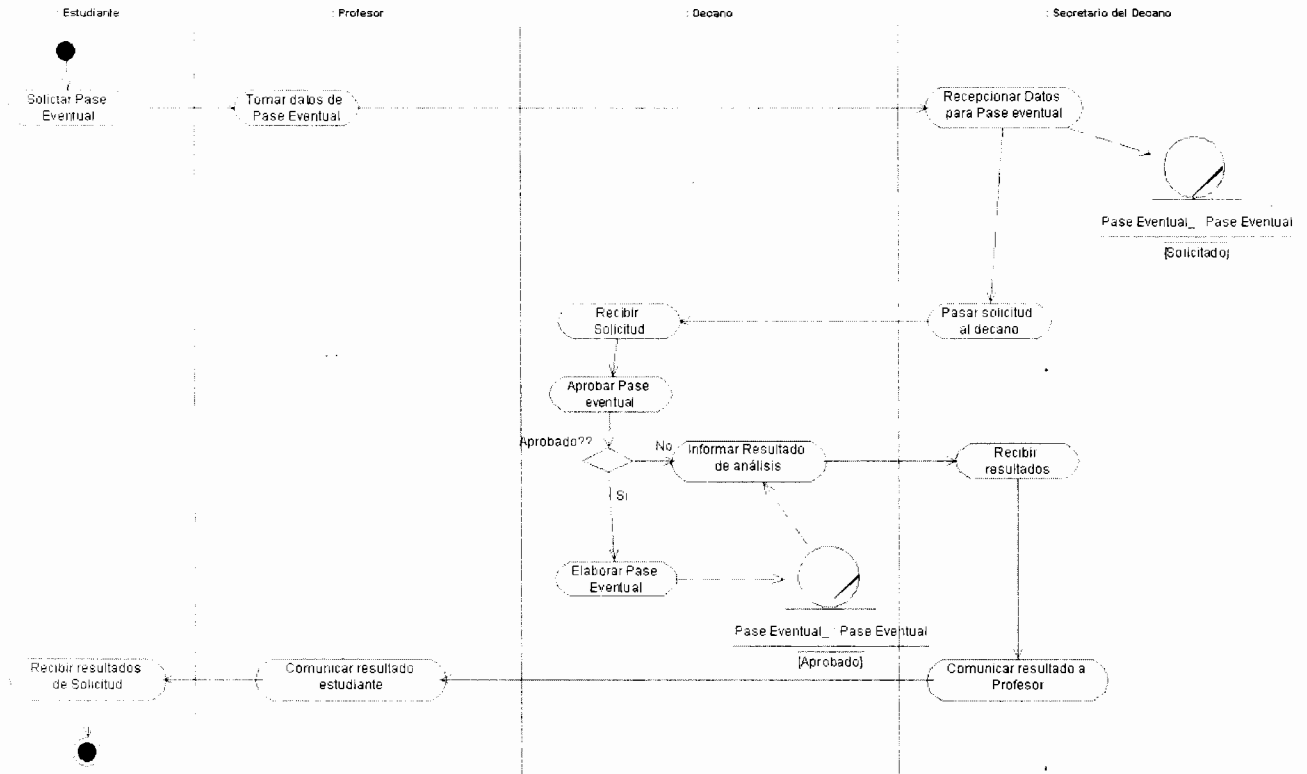 : Estudiante
: Profesor
: Decano
: Secretario del Decano
Solictar Pase
Eventual
Tomar datos de
Pase Eventual
Recepcionar Datos
para Pase eventual
Pase Eventual_ : Pase Eventual
[Solicitado]
Recibir
Solicitud
Pasar solicitud
al decano
Aprobar Pase
eventual
Aprobado??
No
Informar Resultado
de análisis
Recibir
resultados
Si
Elaborar Pase
Eventual
Pase Eventual_ : Pase Eventual
[Aprobado]
Recibir resultados
de Solicitud
Comunicar resultado
estudiante
Comunicar resultado a
Profesor